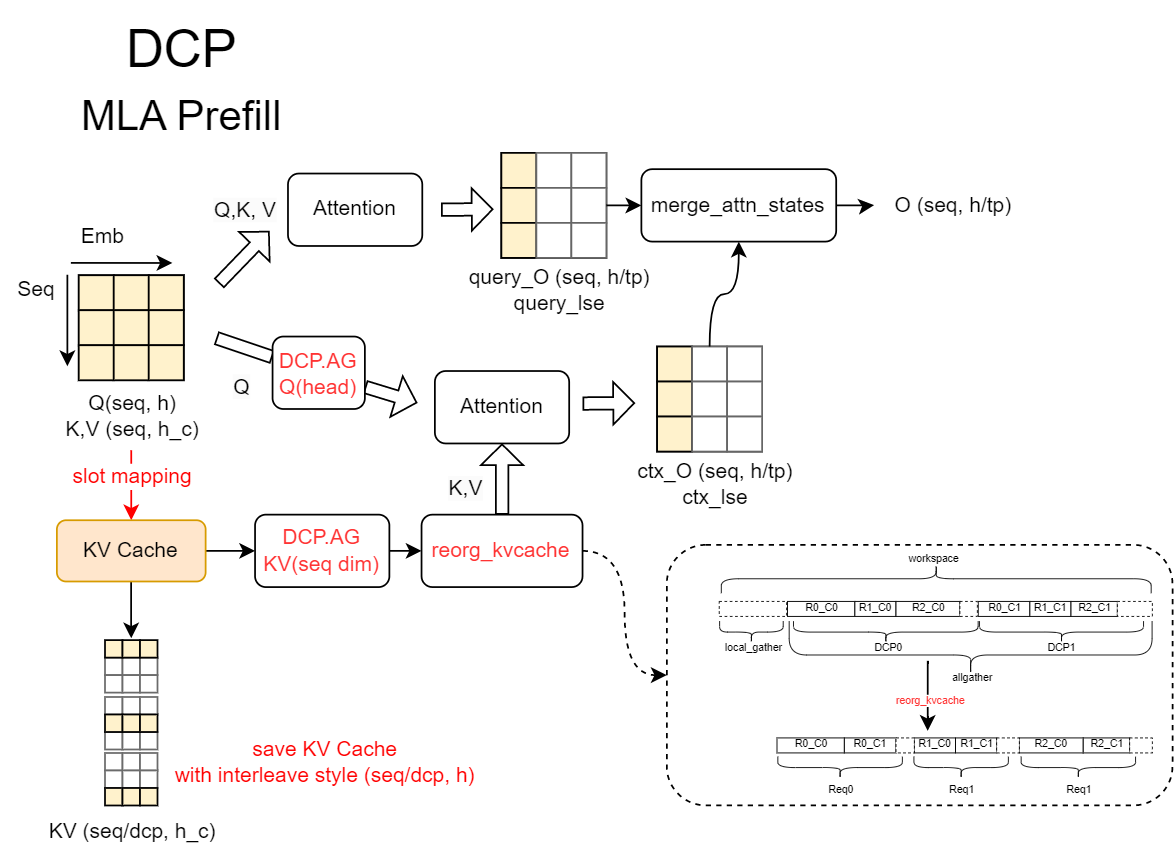 DCP
MLA Prefill
Emb
Seq
Q,K, V
Attention
query_O (seq, h/tp)
query_lse
merge_attn_states
O (seq, h/tp)
Q(seq, h)
K,V (seq, h_c)
Q
DCP.AG
Q(head)
Attention
K,V
ctx_O (seq, h/tp)
ctx_lse
slot mapping
KV Cache
DCP.AG
KV(seq dim)
reorg_kvcache
save KV Cache
with interleave style (seq/dcp, h)
KV (seq/dcp, h_c)
workspace
R0_C0 R1_C0 R2_C0 R0_C1 R1_C1 R2_C1
local_gather DCP0 DCP1
allgather
reorg_kvcache
R0_C0 R0_C1 R1_C0 R1_C1 R2_C0 R2_C1
Req0 Req1 Req1